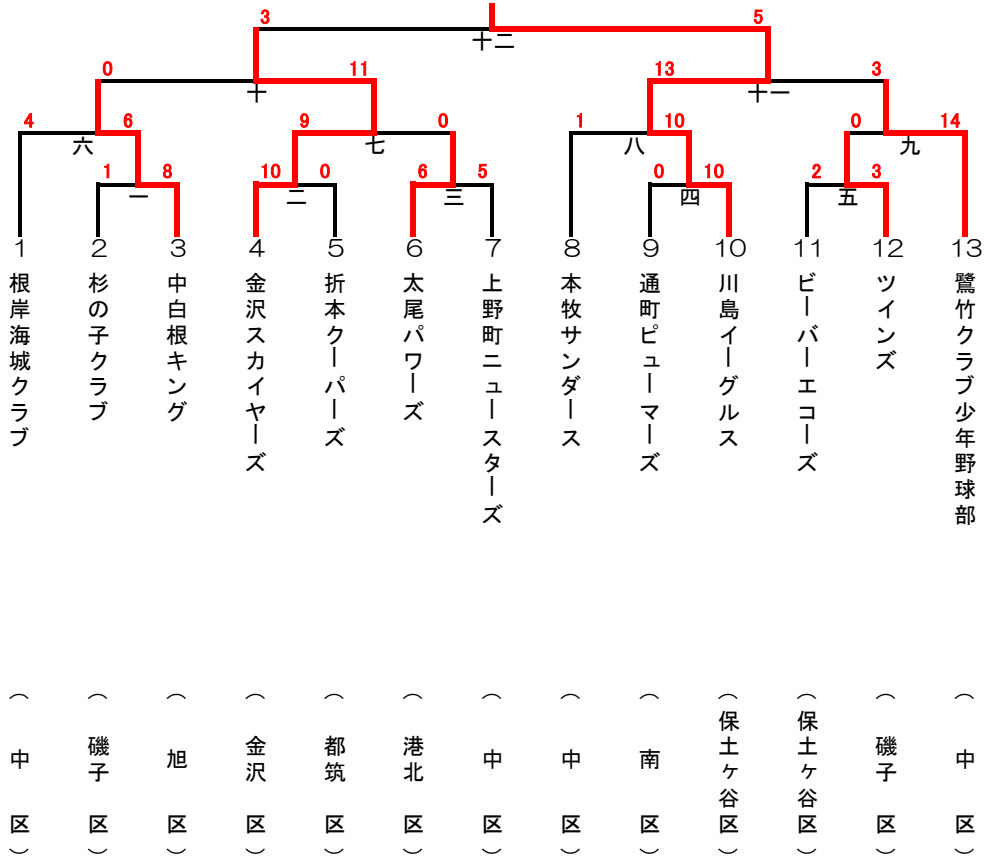 3 5
十二
0 11 13 3
十 十一
4 6 9 0 1 10 0 14
六 七 八 九
1 8 10 0 6 5 0 10 2 3
一 二 三 四 五
1 2 3 4 5 6 7 8 9 10 11 12 13
根岸海城クラブ
杉の子クラブ
中白根キング
金沢スカイヤーズ
折本クーパーズ
太尾パワーズ
上野町ニュースターズ
本牧サンダース
通町ピューマーズ
川島イーグルス
ビーバーエコーズ
ツインズ
鷺竹クラブ少年野球部
（中区）
（磯子区）
（旭区）
（金沢区）
（都筑区）
（港北区）
（中区）
（中区）
（南区）
（保土ヶ谷区）
（保土ヶ谷区）
（磯子区）
（中区）